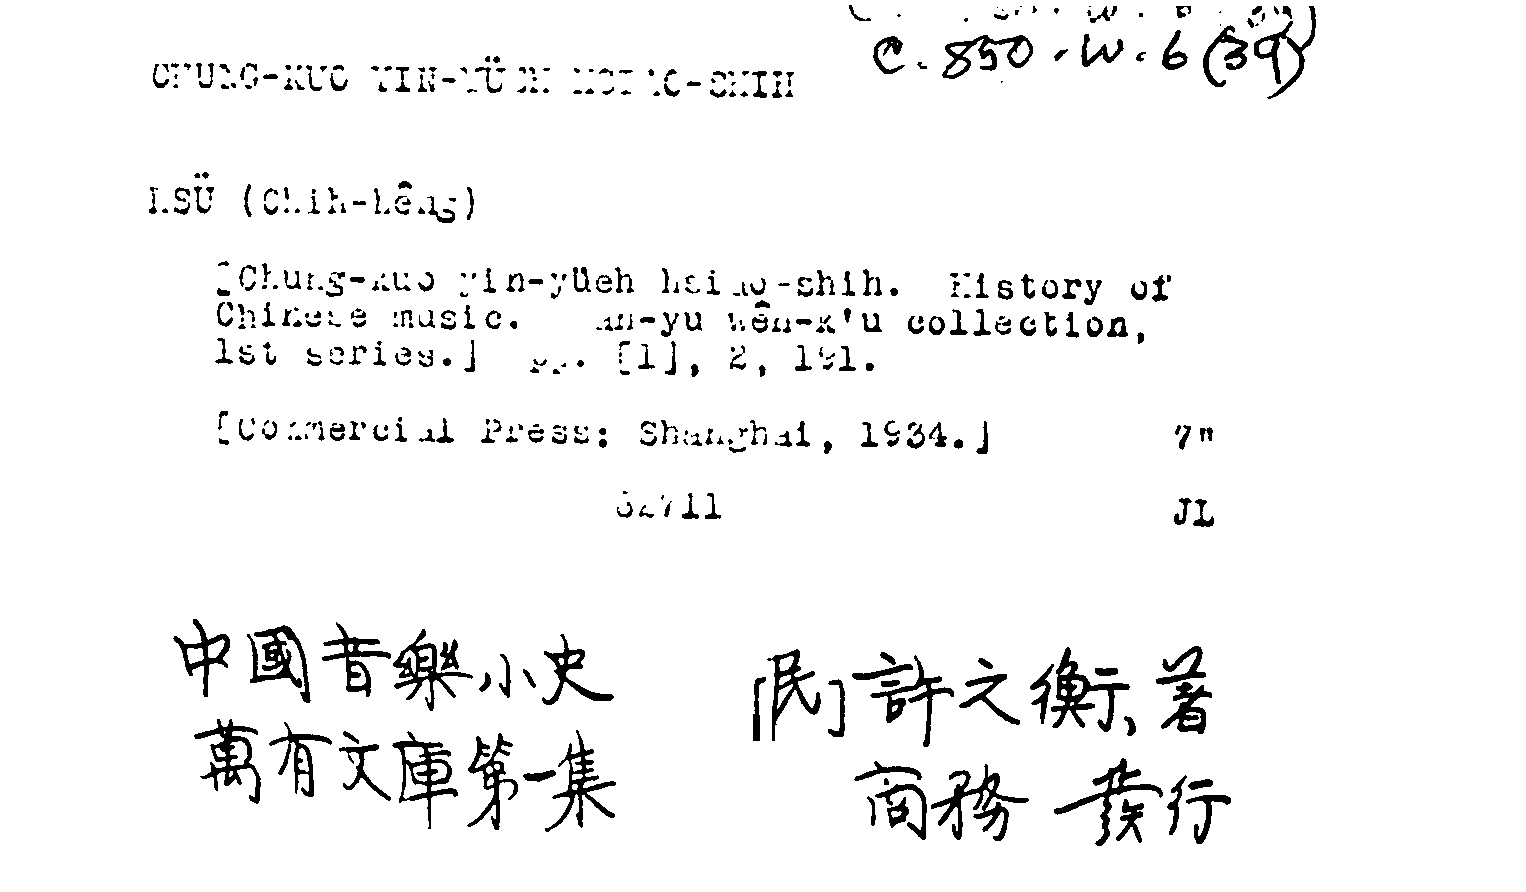 C.850.W.6(39)
CHUNG-KUO YIN-YÜEH HSIAO-SHIH
HSÜ (Chih-hêng)
[Chung-kuo yin-yüeh hsiao-shih. History of
Chinese music. Wan-yu wên-k'u collection,
1st series.] pp. [1], 2, 191.
[Commercial Press: Shanghai, 1934.] 7"
32711 JL
中國音樂小史 [民]許之衡、著
萬有文庫第一集 商務 發行